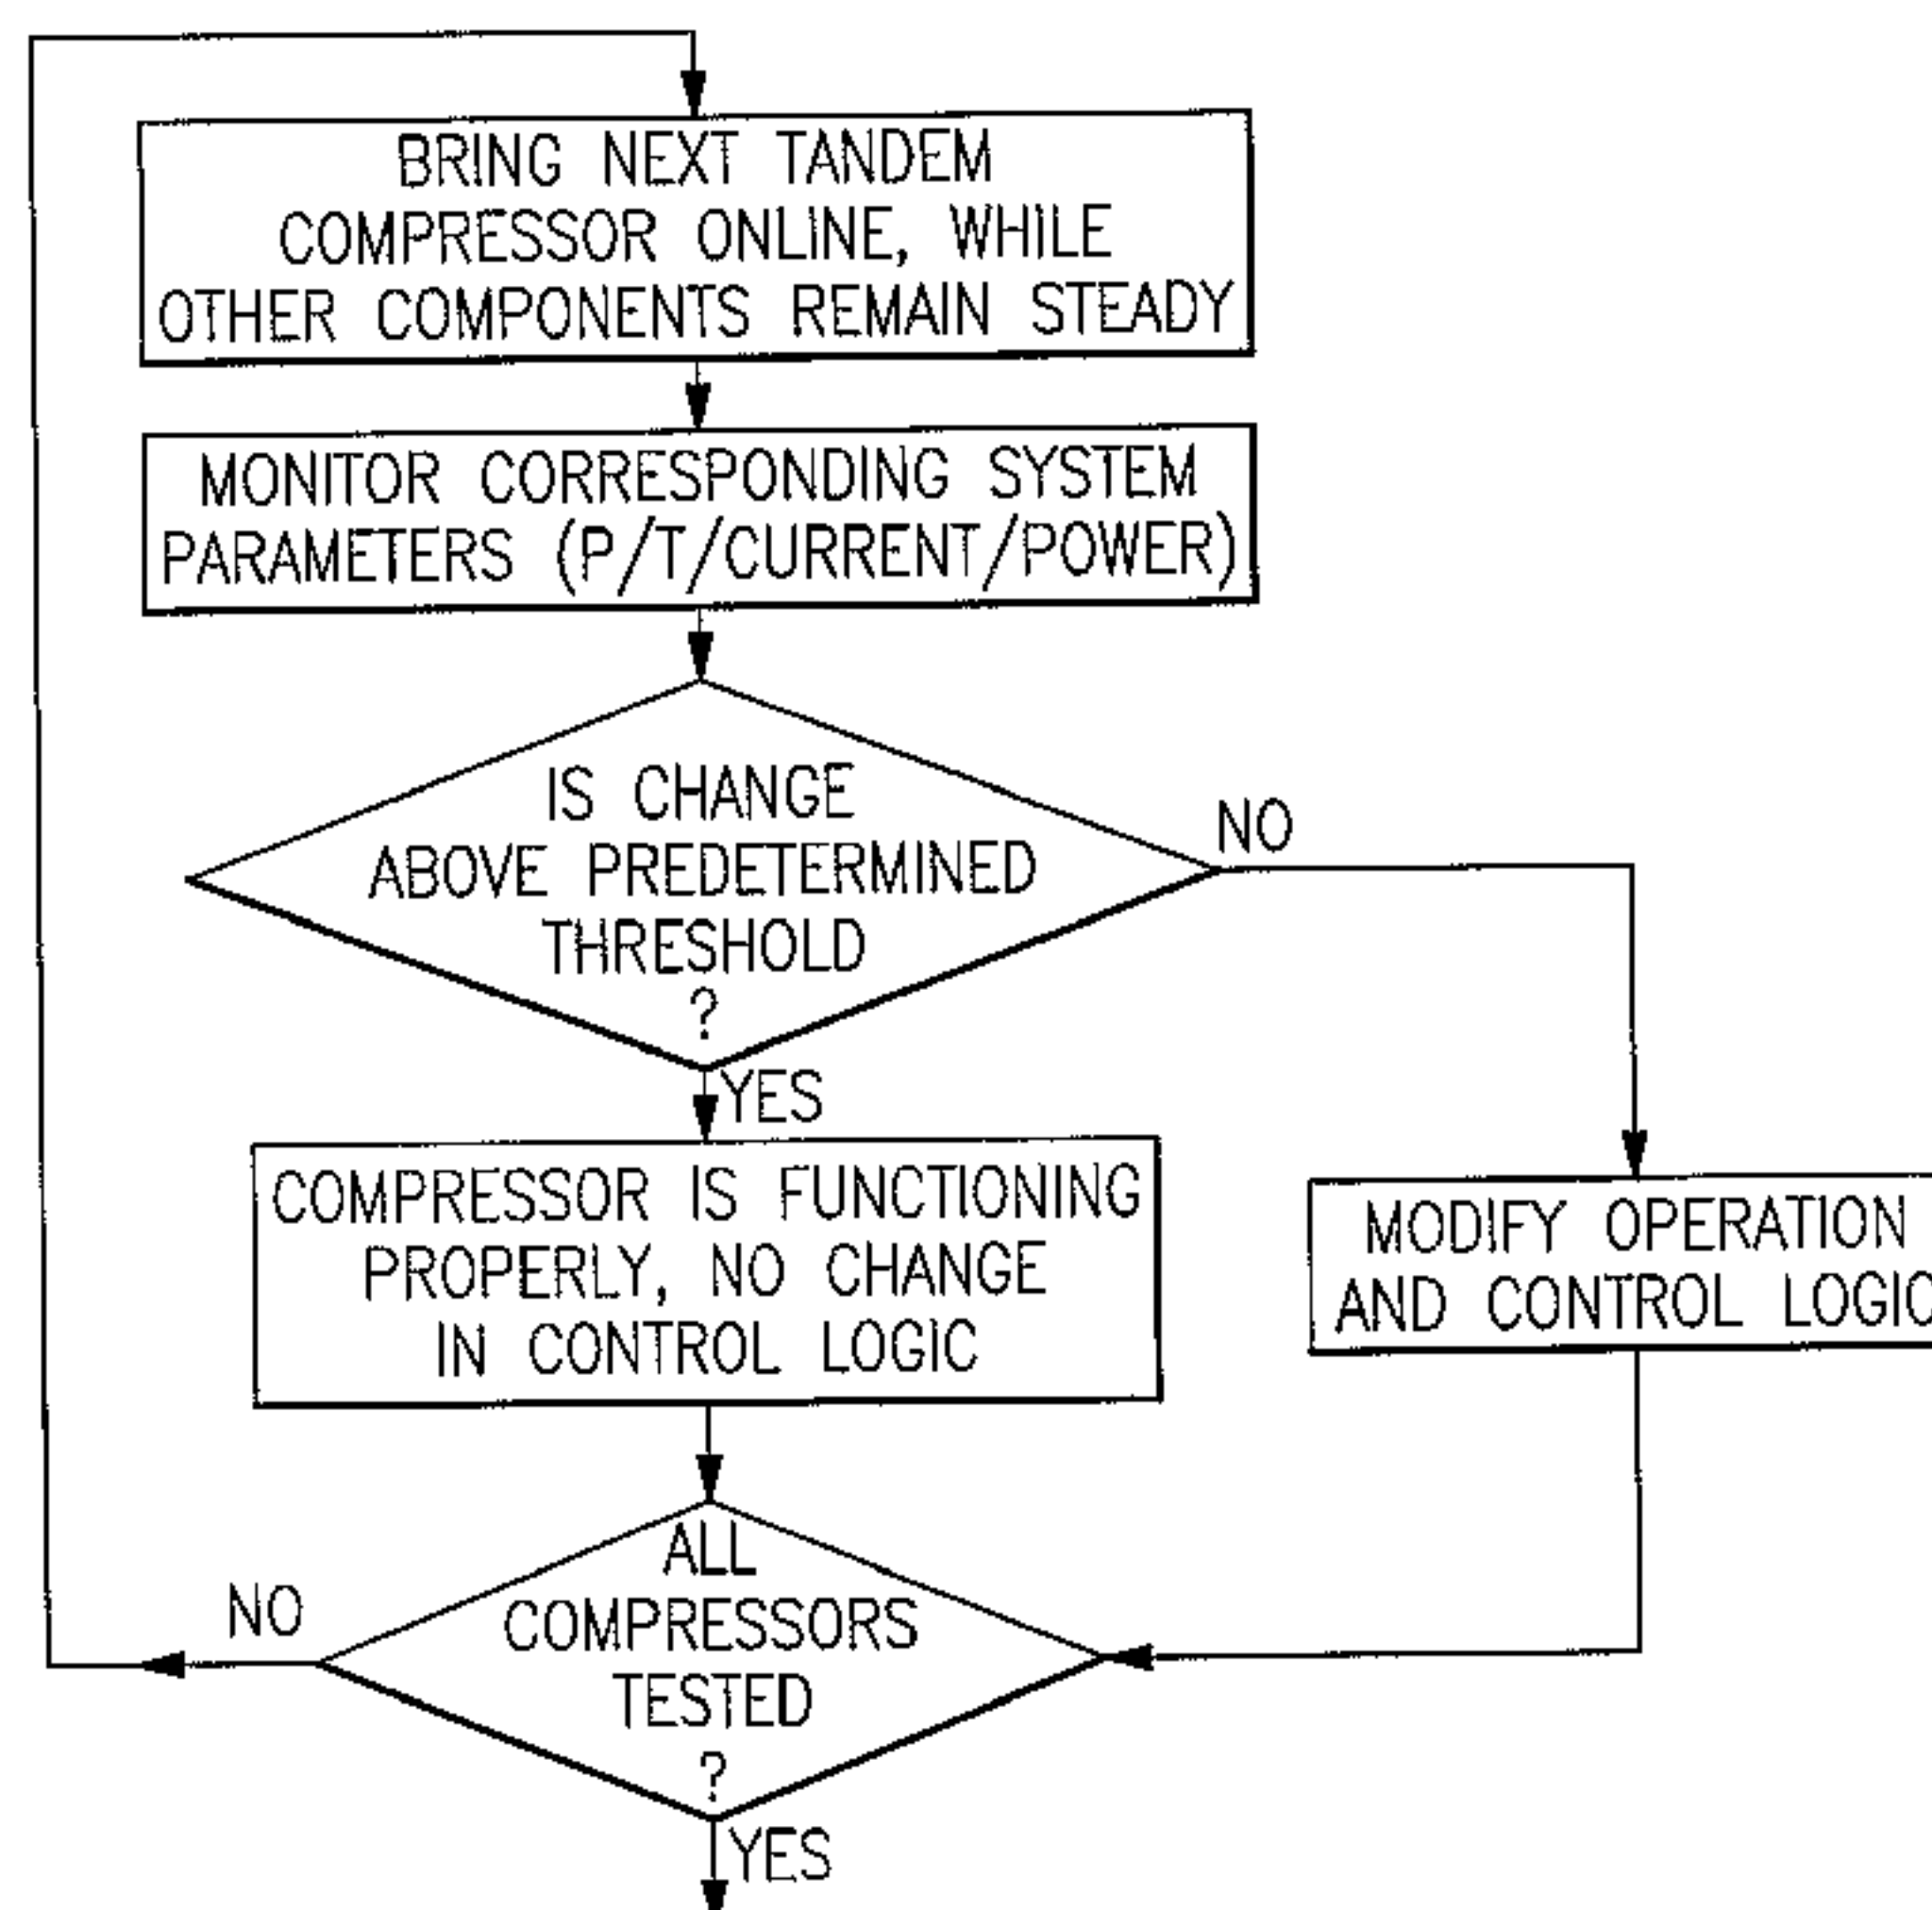 BRING NEXT TANDEM
COMPRESSOR ONLINE, WHILE
OTHER COMPONENTS REMAIN STEADY
MONITOR CORRESPONDING SYSTEM
PARAMETERS (P/T/CURRENT/POWER)
IS CHANGE
ABOVE PREDETERMINED
THRESHOLD
?
NO
YES
COMPRESSOR IS FUNCTIONING
PROPERLY, NO CHANGE
IN CONTROL LOGIC
MODIFY OPERATION
AND CONTROL LOGIC
ALL
COMPRESSORS
TESTED
?
NO
YES